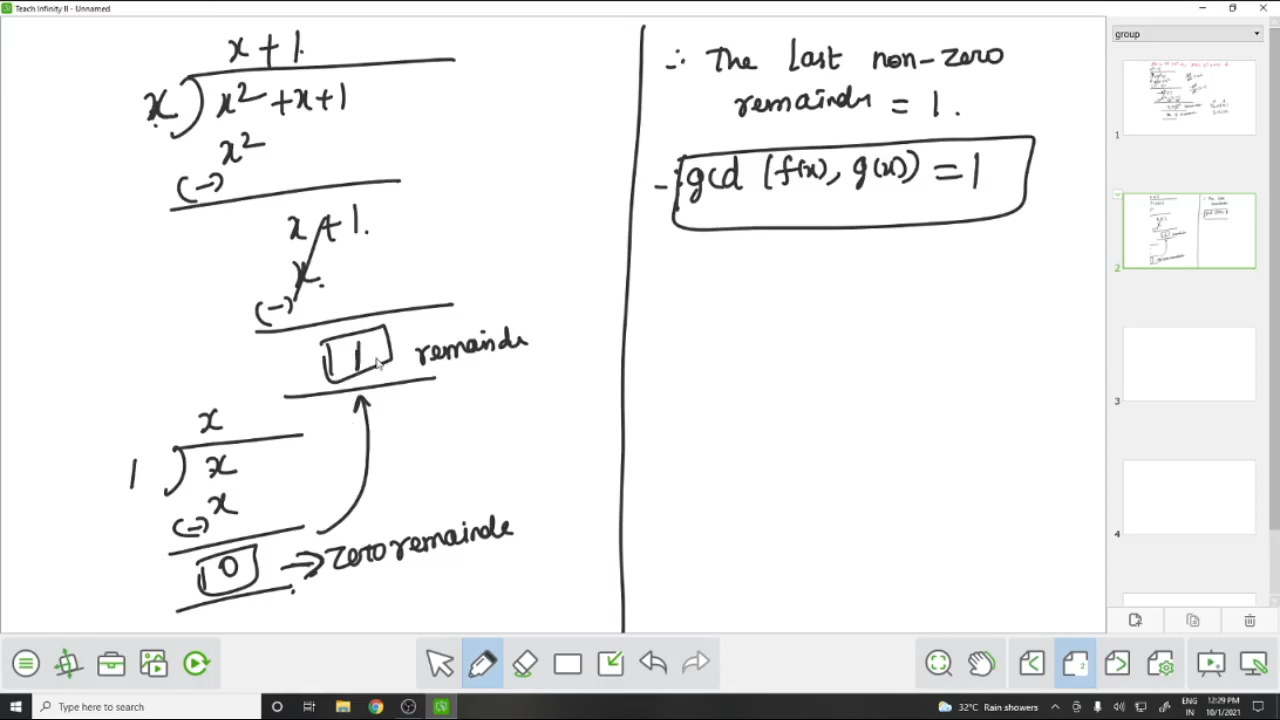 Teach Infinity II - Unnamed
x + 1
x ) x² + x + 1
x²
(-)
x + 1.
x.
(-)
1 remainde
x
1 ) x
(-) x
0 → Zero remainde
∴ The last non-zero
remainder = 1.
gcd (f(x), g(x)) = 1
group
1
2
3
4
Type here to search
32°C Rain showers
ENG
IN
12:29 PM
10/1/2021